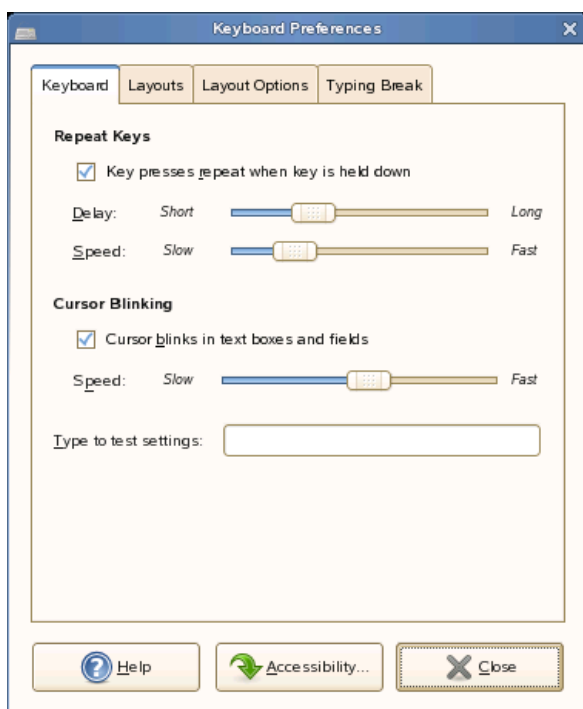 Keyboard Preferences
Keyboard Layouts Layout Options Typing Break
Repeat Keys
Key presses repeat when key is held down
Delay: Short Long
Speed: Slow Fast
Cursor Blinking
Cursor blinks in text boxes and fields
Speed: Slow Fast
Type to test settings:
Help Accessibility... Close